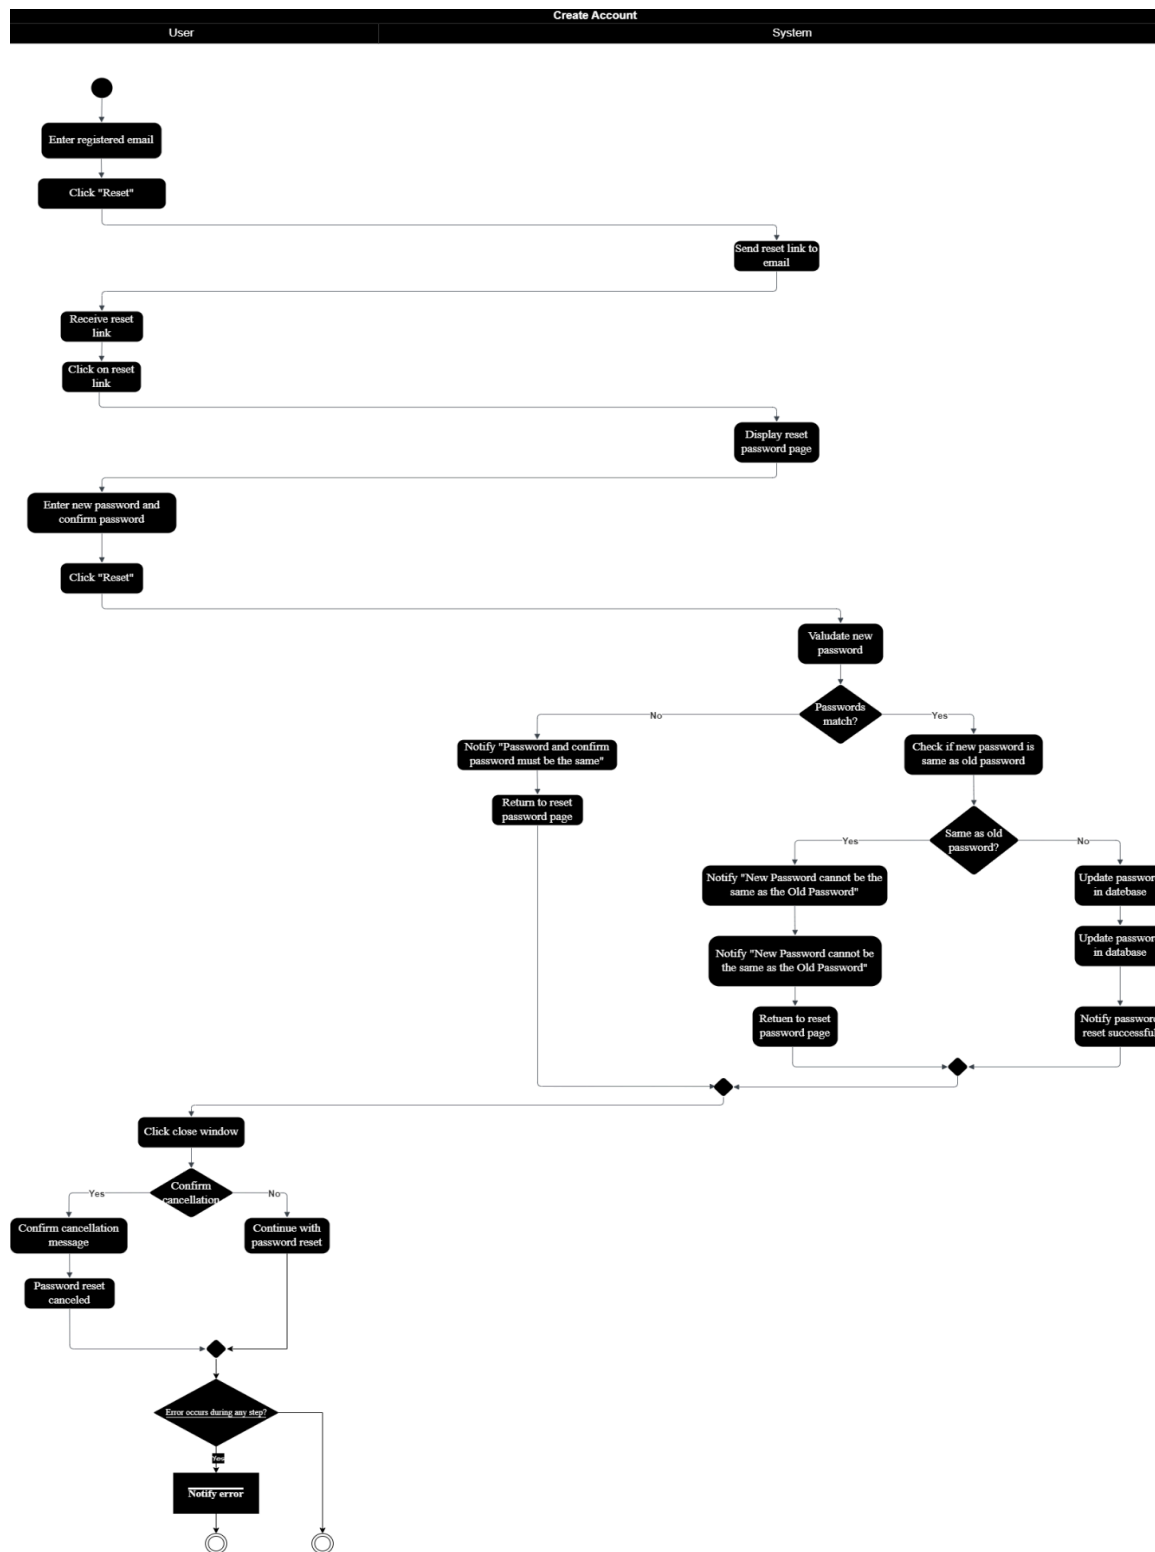 Create Account
User
System
Enter registered email
Click "Reset"
Send reset link to
email
Receive reset
link
Click on reset
link
Display reset
password page
Enter new password and
confirm password
Click "Reset"
Valudate new
password
Passwords
match?
No
Yes
Notify "Password and confirm
password must be the same"
Check if new password is
same as old password
Return to reset
password page
Same as old
password?
Yes
No
Notify "New Password cannot be the
same as the Old Password"
Update password
in datebase
Notify "New Password cannot be
the same as the Old Password"
Update password
in database
Retuen to reset
password page
Notify password
reset successful
Click close window
Confirm
cancellation
Yes
No
Confirm cancellation
message
Continue with
password reset
Password reset
canceled
Error occurs during any step?
Yes
Notify error